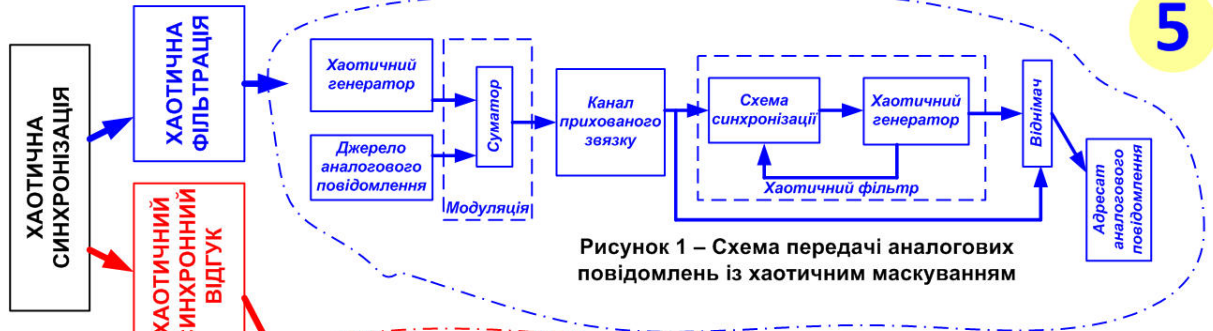 5
ХАОТИЧНА
СИНХРОНІЗАЦІЯ
ХАОТИЧНА
ФІЛЬТРАЦІЯ
ХАОТИЧНИЙ
СИНХРОННИЙ
ВІДГУК
Хаотичний
генератор
Джерело
аналогового
повідомлення
Суматор
Модуляція
Канал
прихованого
звязку
Схема
синхронізації
Хаотичний
генератор
Хаотичний фільтр
Віднімач
Адресат
аналогового
повідомлення
Рисунок 1 – Схема передачі аналогових
повідомлень із хаотичним маскуванням